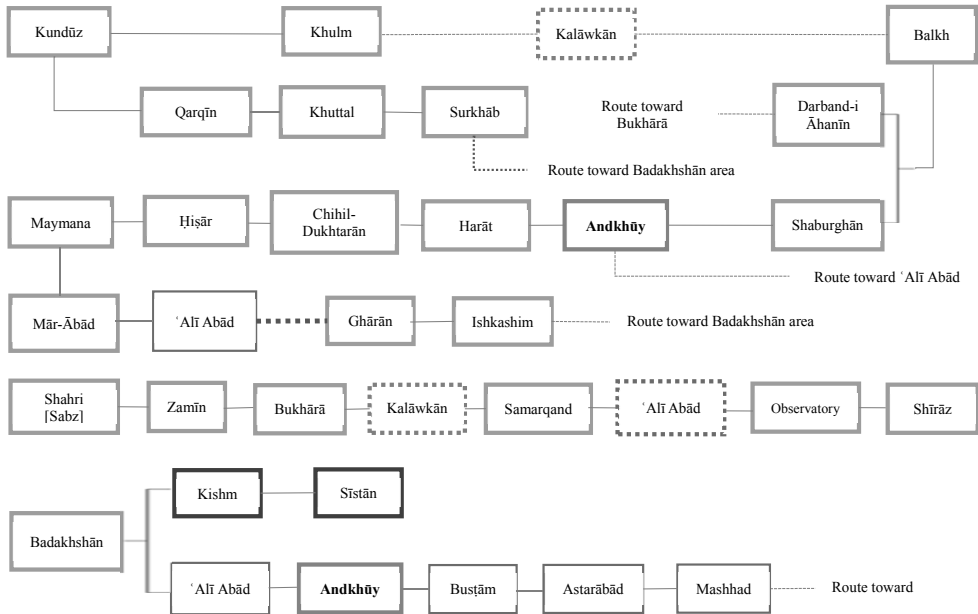 Kundūz
Khulm
Kalāwkān
Balkh
Qarqīn
Khuttal
Surkhāb
Route toward
Bukhārā
Darband-i
Āhanīn
Route toward Badakhshān area
Maymana
Ḥiṣār
Chihil-
Dukhtarān
Harāt
Andkhūy
Shaburghān
Route toward ʿAlī Abād
Mār-Ābād
ʿAlī Abād
Ghārān
Ishkashim
Route toward Badakhshān area
Shahri
[Sabz]
Zamīn
Bukhārā
Kalāwkān
Samarqand
ʿAlī Abād
Observatory
Shīrāz
Kishm
Sīstān
Badakhshān
ʿAlī Abād
Andkhūy
Busṭām
Astarābād
Mashhad
Route toward